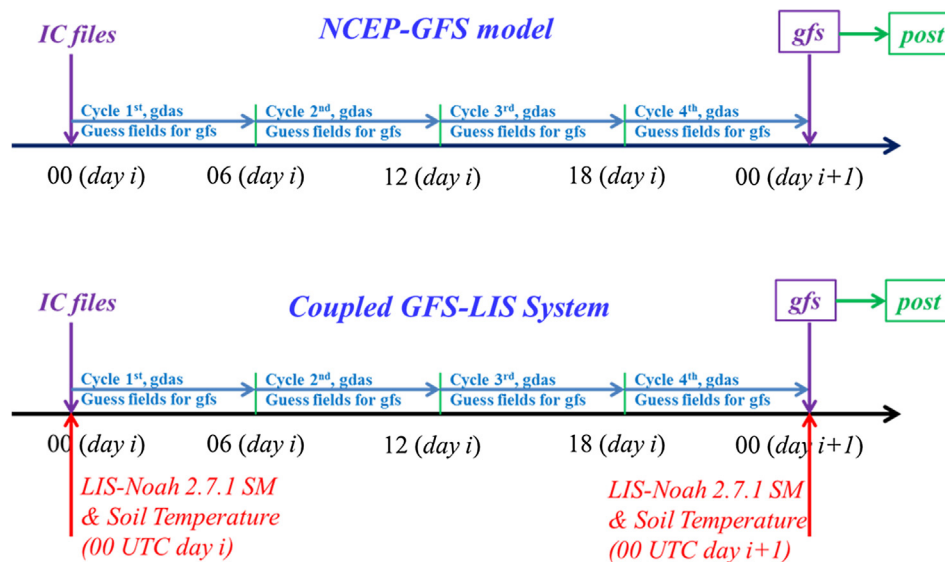 NCEP-GFS model
IC files
gfs
post
Cycle 1st, gdas
Cycle 2nd, gdas
Cycle 3rd, gdas
Cycle 4th, gdas
Guess fields for gfs
Guess fields for gfs
Guess fields for gfs
Guess fields for gfs
00 (day i)
06 (day i)
12 (day i)
18 (day i)
00 (day i+1)
Coupled GFS-LIS System
IC files
gfs
post
Cycle 1st, gdas
Cycle 2nd, gdas
Cycle 3rd, gdas
Cycle 4th, gdas
Guess fields for gfs
Guess fields for gfs
Guess fields for gfs
Guess fields for gfs
00 (day i)
06 (day i)
12 (day i)
18 (day i)
00 (day i+1)
LIS-Noah 2.7.1 SM
& Soil Temperature
(00 UTC day i)
LIS-Noah 2.7.1 SM
& Soil Temperature
(00 UTC day i+1)